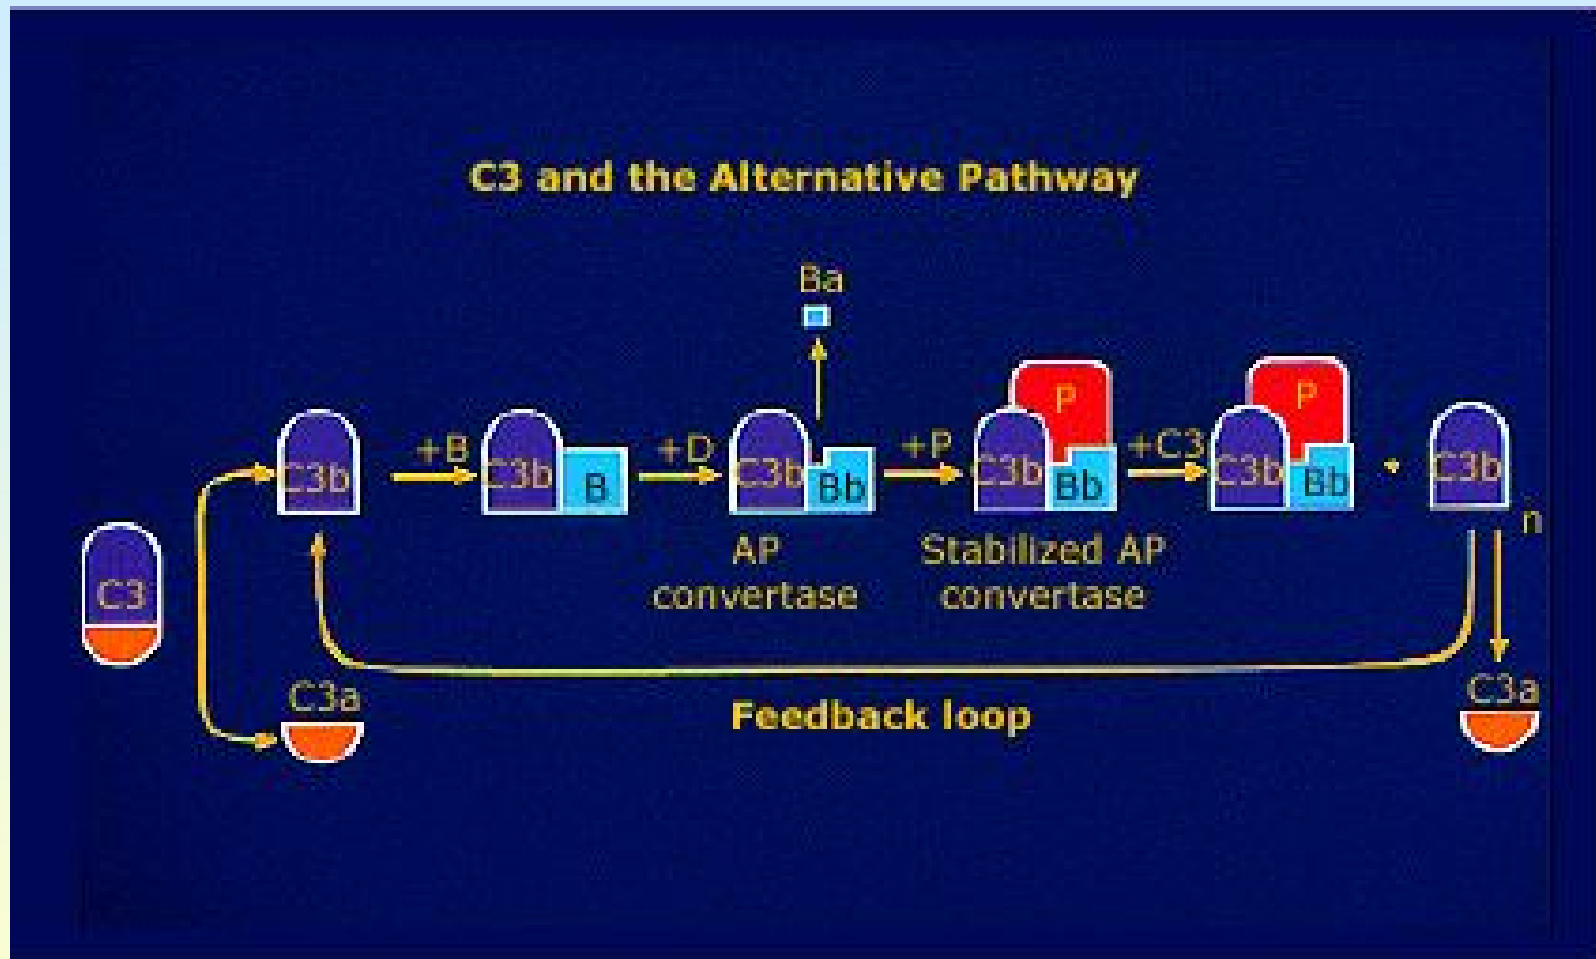 C3 and the Alternative Pathway
Ba
C3
C3b
+B
C3b
B
+D
C3b
Bb
+P
C3b
P
Bb
+C3
C3b
P
Bb
C3b
n
AP
convertase
Stabilized AP
convertase
C3a
Feedback loop
C3a